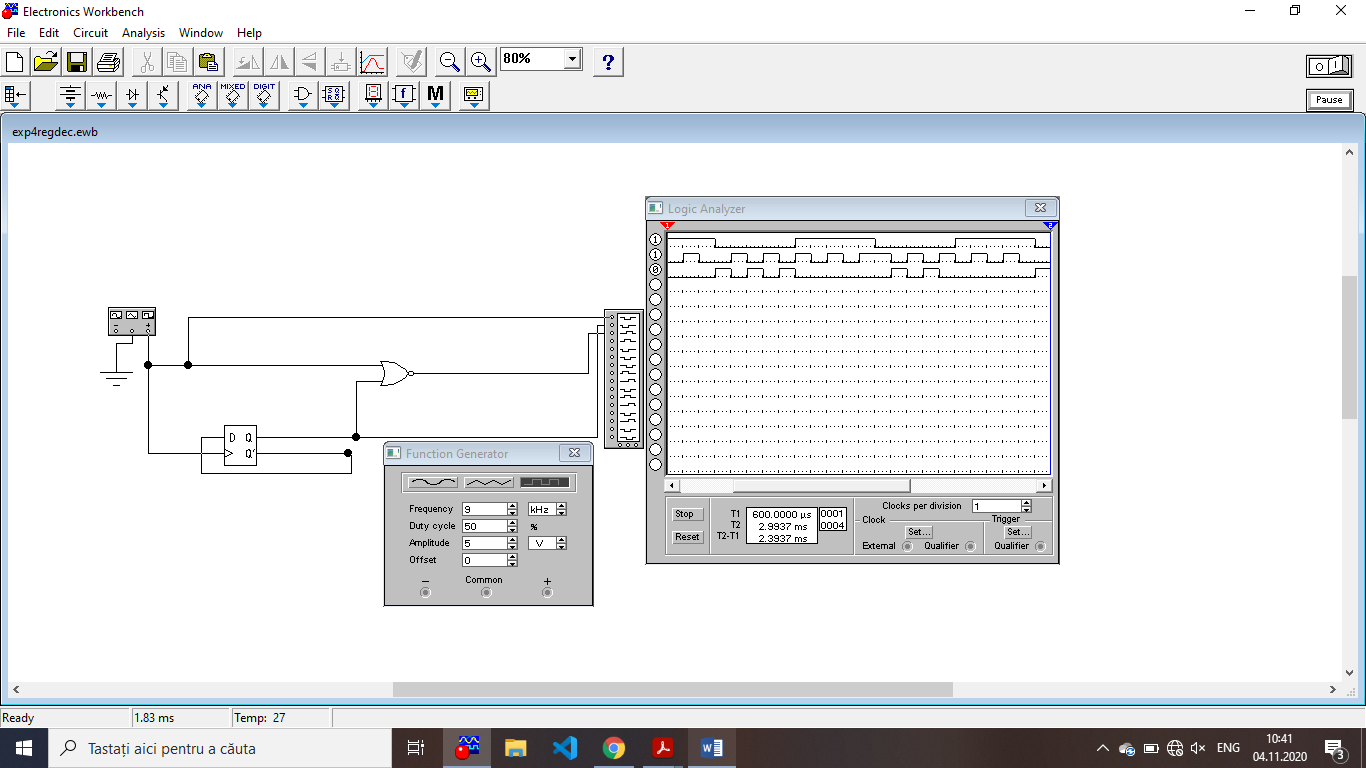 Electronics Workbench
File Edit Circuit Analysis Window Help
80%
?
ANA MIXED DIGIT
f M
O I
Pause
exp4regdec.ewb
Logic Analyzer
1 2
1
1
0
D Q
Q'
Function Generator
Frequency 9 kHz
Duty cycle 50 %
Amplitude 5 V
Offset 0
− Common +
Stop
Reset
T1 600.0000 µs 0001
T2 2.9937 ms 0004
T2-T1 2.3937 ms
Clocks per division 1
Clock Trigger
Set... Set...
External Qualifier Qualifier
Ready 1.83 ms Temp: 27
Tastați aici pentru a căuta
ENG
10:41
04.11.2020
3